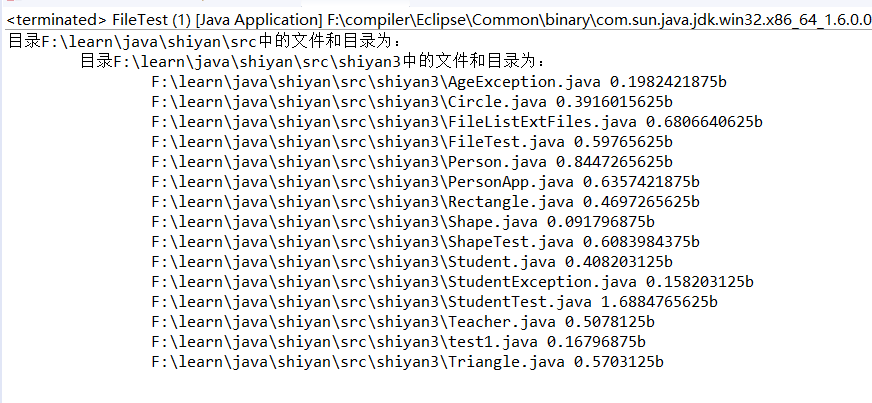 <terminated> FileTest (1) [Java Application] F:\compiler\Eclipse\Common\binary\com.sun.java.jdk.win32.x86_64_1.6.0.0
目录F:\learn\java\shiyan\src中的文件和目录为:
目录F:\learn\java\shiyan\src\shiyan3中的文件和目录为:
F:\learn\java\shiyan\src\shiyan3\AgeException.java 0.1982421875b
F:\learn\java\shiyan\src\shiyan3\Circle.java 0.3916015625b
F:\learn\java\shiyan\src\shiyan3\FileListExtFiles.java 0.6806640625b
F:\learn\java\shiyan\src\shiyan3\FileTest.java 0.59765625b
F:\learn\java\shiyan\src\shiyan3\Person.java 0.8447265625b
F:\learn\java\shiyan\src\shiyan3\PersonApp.java 0.6357421875b
F:\learn\java\shiyan\src\shiyan3\Rectangle.java 0.4697265625b
F:\learn\java\shiyan\src\shiyan3\Shape.java 0.091796875b
F:\learn\java\shiyan\src\shiyan3\ShapeTest.java 0.6083984375b
F:\learn\java\shiyan\src\shiyan3\Student.java 0.408203125b
F:\learn\java\shiyan\src\shiyan3\StudentException.java 0.158203125b
F:\learn\java\shiyan\src\shiyan3\StudentTest.java 1.6884765625b
F:\learn\java\shiyan\src\shiyan3\Teacher.java 0.5078125b
F:\learn\java\shiyan\src\shiyan3\test1.java 0.16796875b
F:\learn\java\shiyan\src\shiyan3\Triangle.java 0.5703125b